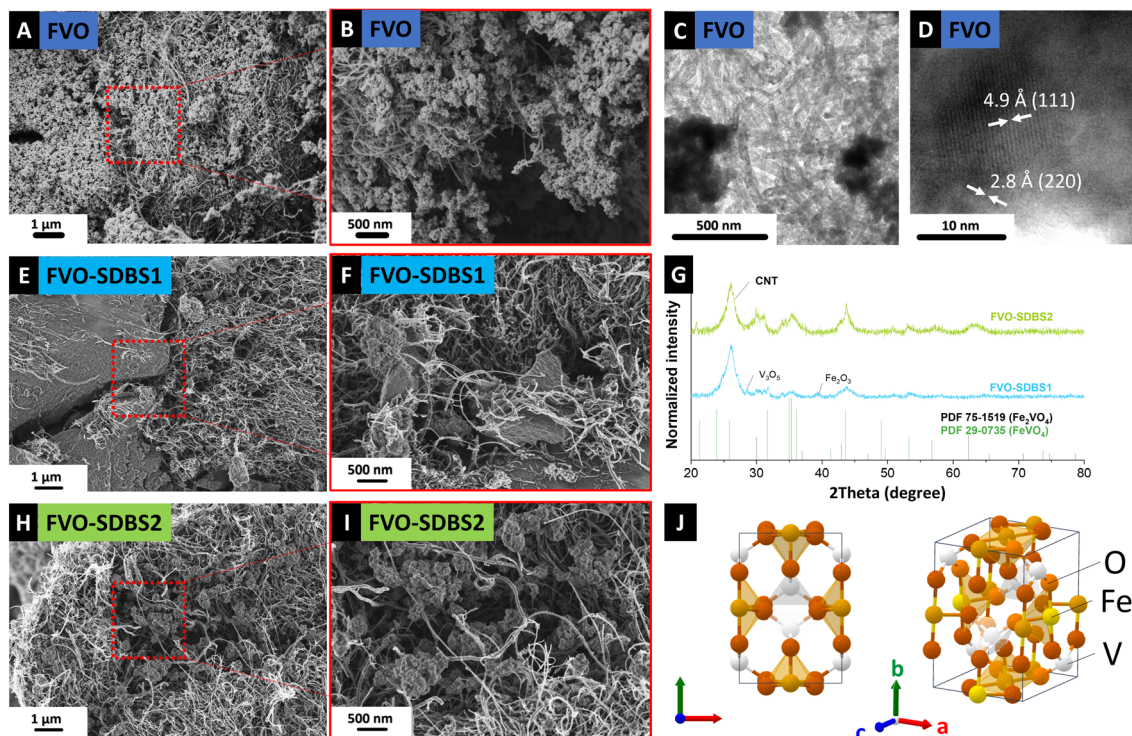 A FVO
1 µm
B FVO
500 nm
C FVO
500 nm
D FVO
4.9 Å (111)
2.8 Å (220)
10 nm
E FVO-SDBS1
1 µm
F FVO-SDBS1
500 nm
G
Normalized intensity
CNT
FVO-SDBS2
V₃O₅
Fe₂O₃
FVO-SDBS1
PDF 75-1519 (Fe₂VO₄)
PDF 29-0735 (FeVO₄)
20 30 40 50 60 70 80
2Theta (degree)
H FVO-SDBS2
1 µm
I FVO-SDBS2
500 nm
J
O
Fe
V
b
c
a